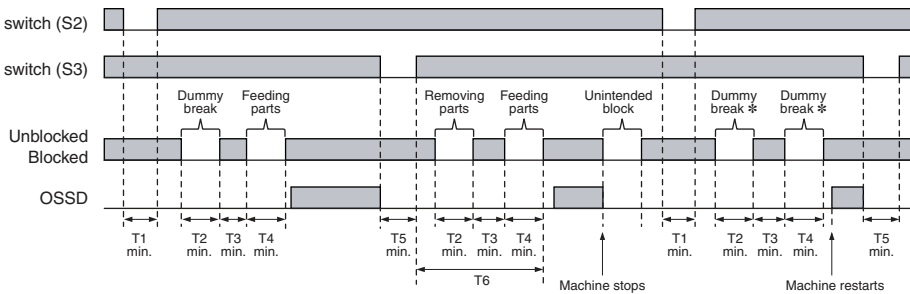 switch (S2)
switch (S3)
Dummy break
Feeding parts
Removing parts
Feeding parts
Unintended block
Dummy break ✻
Dummy break ✻
Unblocked
Blocked
OSSD
T1 min.
T2 min.
T3 min.
T4 min.
T5 min.
T2 min.
T3 min.
T4 min.
T1 min.
T2 min.
T3 min.
T4 min.
T5 min.
T6
Machine stops
Machine restarts